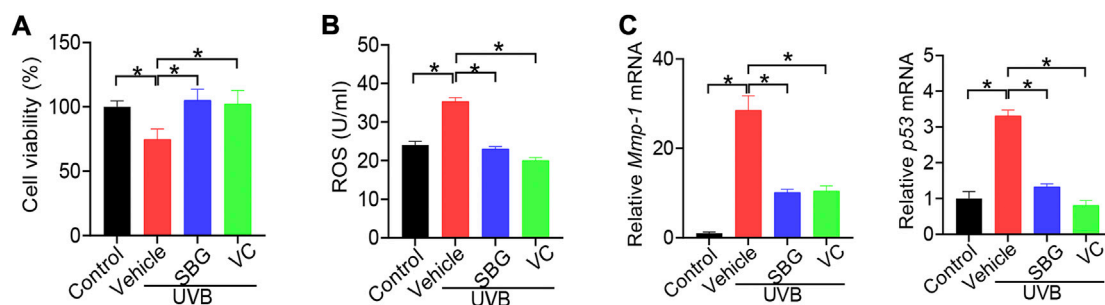 A
Cell viability (%)
150
100
50
0
* * *
Control
Vehicle
SBG
VC
UVB
B
ROS (U/ml)
50
40
30
20
10
0
* * *
Control
Vehicle
SBG
VC
UVB
C
Relative Mmp-1 mRNA
40
20
0
* * *
Control
Vehicle
SBG
VC
UVB
Relative p53 mRNA
5
4
3
2
1
0
* * *
Control
Vehicle
SBG
VC
UVB